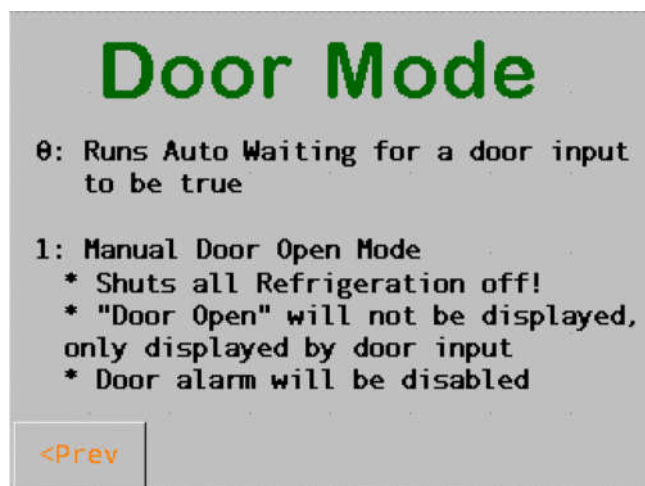 Door Mode
0: Runs Auto Waiting for a door input
to be true
1: Manual Door Open Mode
* Shuts all Refrigeration off!
* "Door Open" will not be displayed,
only displayed by door input
* Door alarm will be disabled
<Prev